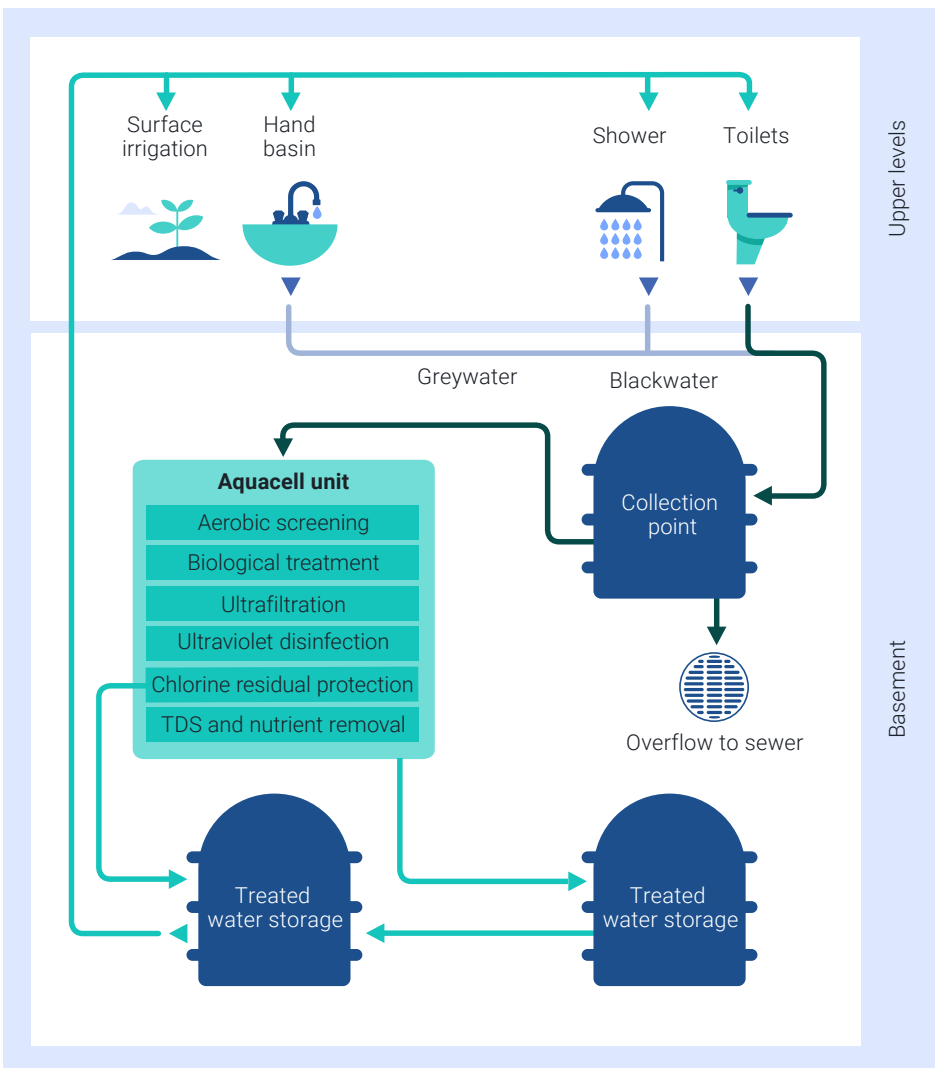 Surface
irrigation
Hand
basin
Shower
Toilets
Upper levels
Greywater
Blackwater
Aquacell unit
Aerobic screening
Biological treatment
Ultrafiltration
Ultraviolet disinfection
Chlorine residual protection
TDS and nutrient removal
Collection
point
Overflow to sewer
Basement
Treated
water storage
Treated
water storage